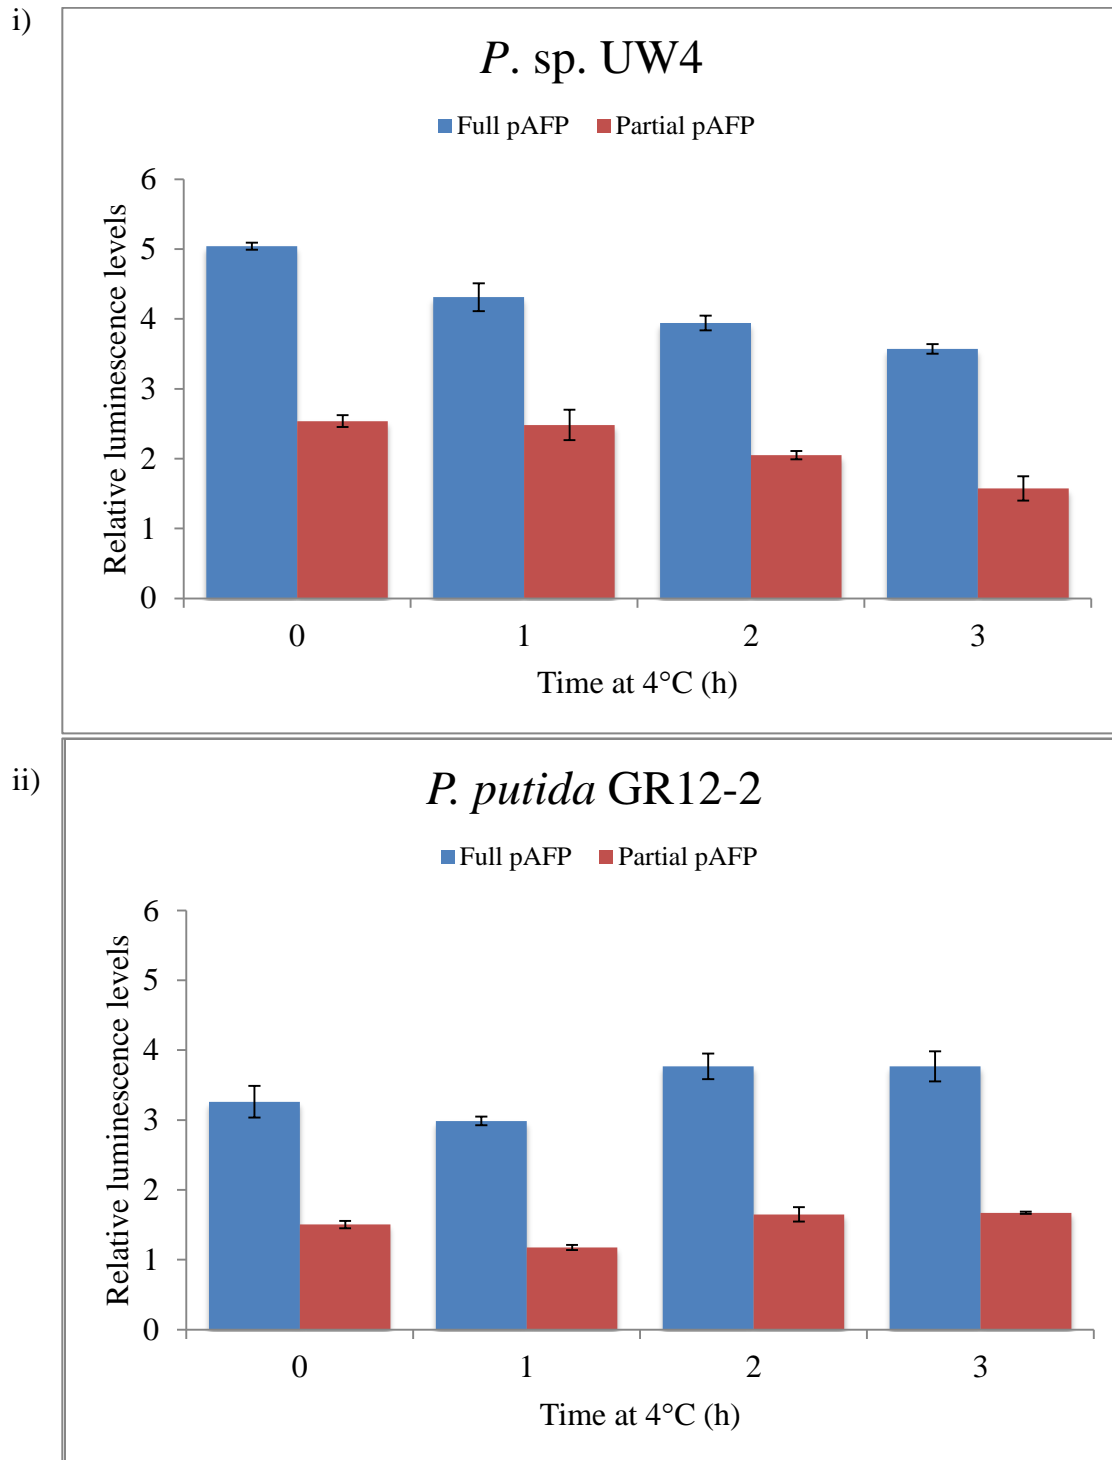 i)
P. sp. UW4
Full pAFP Partial pAFP
6
5
4
3
2
1
0
Relative luminescence levels
0 1 2 3
Time at 4°C (h)
ii)
P. putida GR12-2
Full pAFP Partial pAFP
6
5
4
3
2
1
0
Relative luminescence levels
0 1 2 3
Time at 4°C (h)